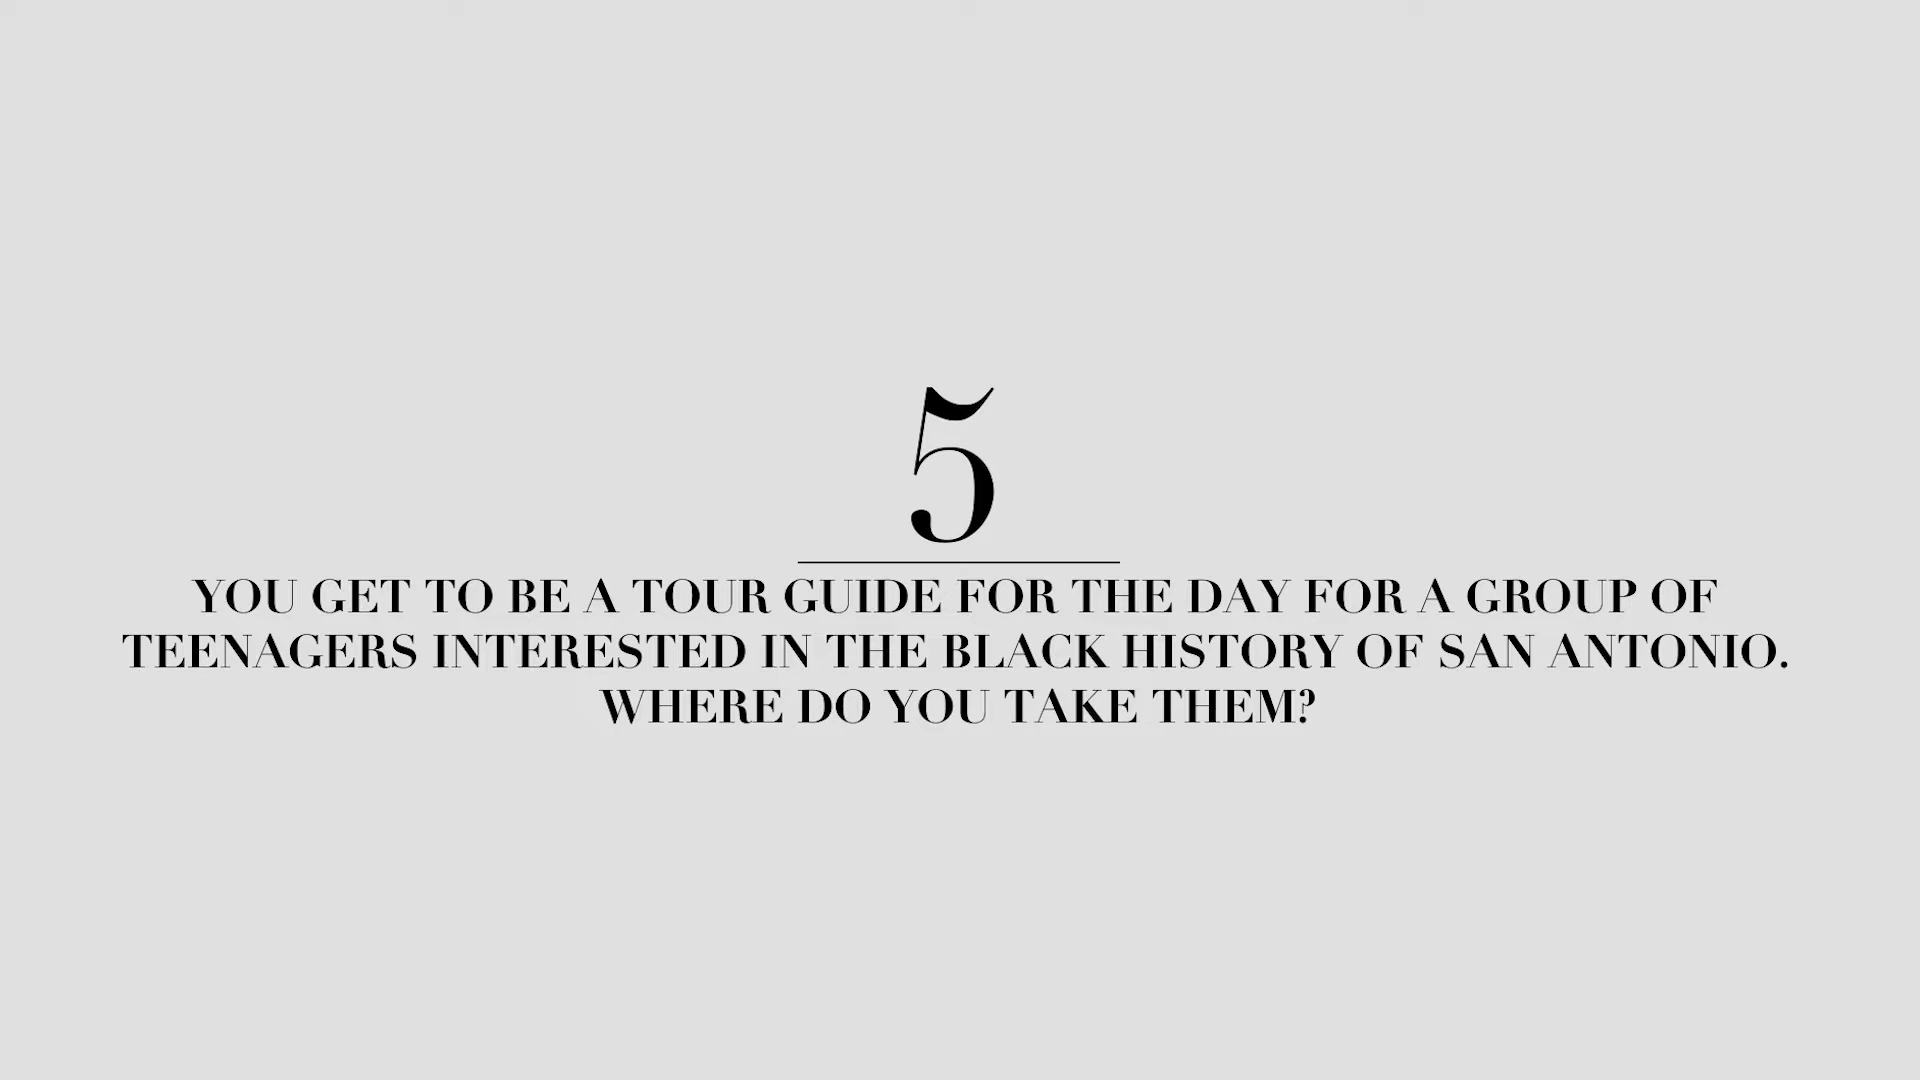 5
YOU GET TO BE A TOUR GUIDE FOR THE DAY FOR A GROUP OF
TEENAGERS INTERESTED IN THE BLACK HISTORY OF SAN ANTONIO.
WHERE DO YOU TAKE THEM?